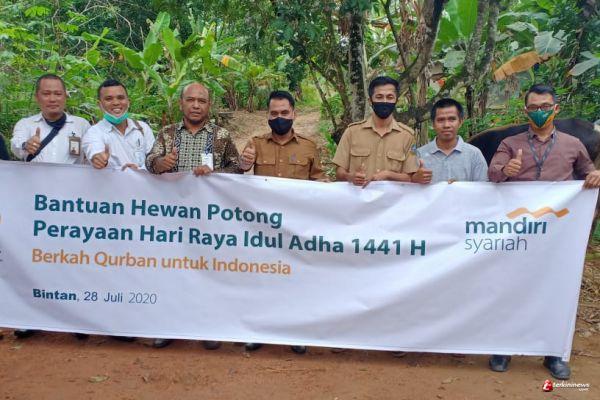 Bantuan Hewan Potong
Perayaan Hari Raya Idul Adha 1441 H
Berkah Qurban untuk Indonesia
Bintan, 28 Juli 2020
mandiri
syariah
terkininews